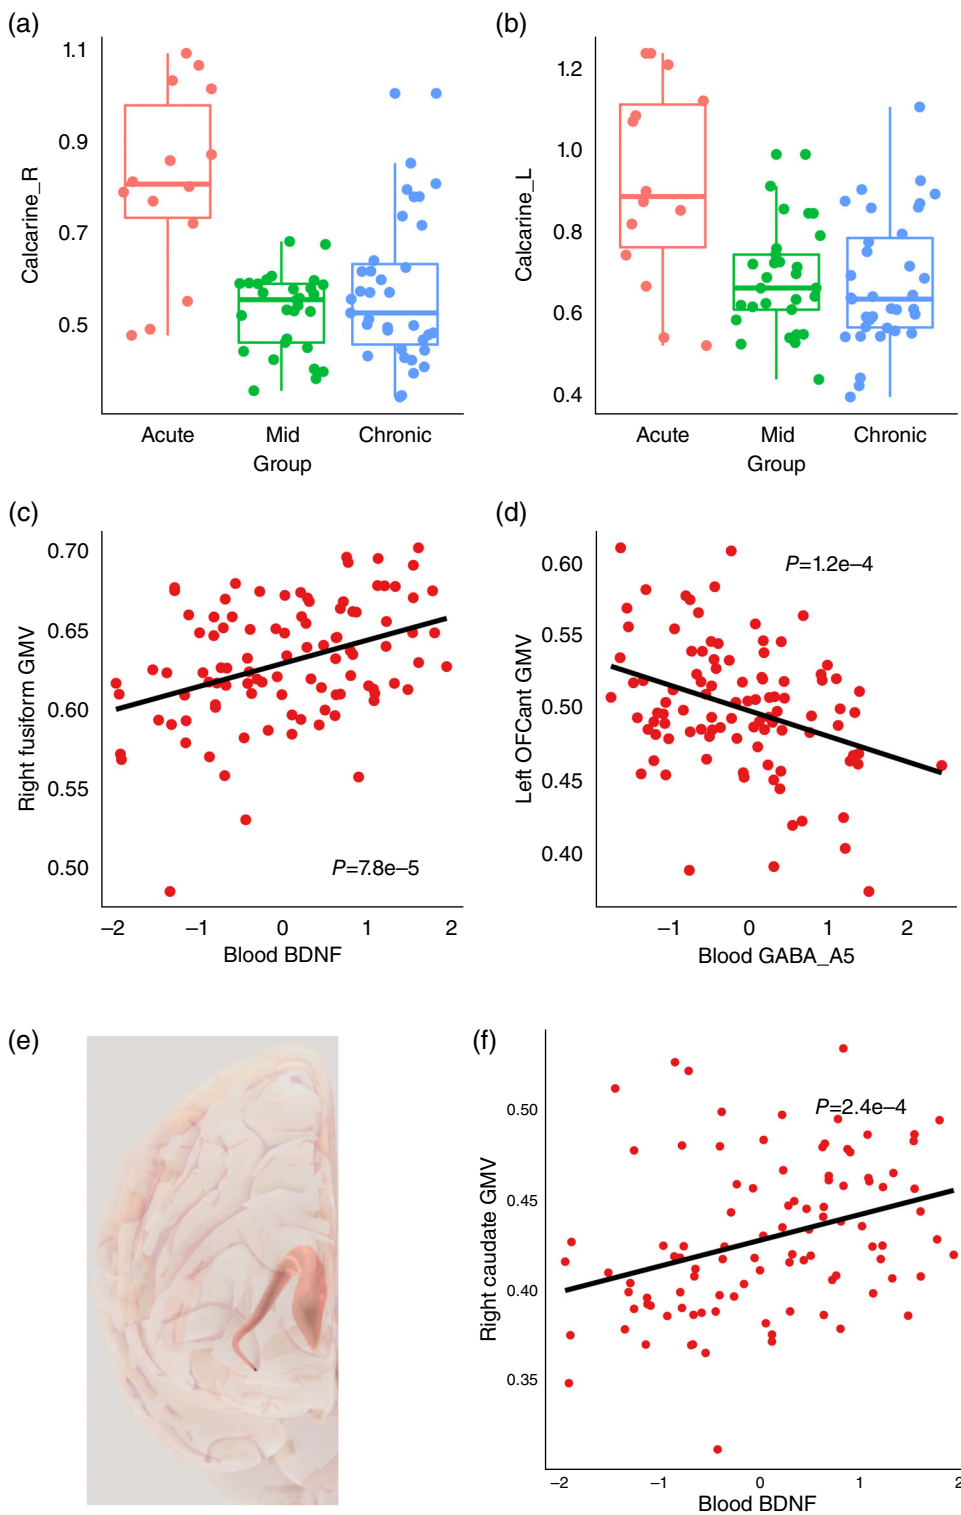 (a)
1.1
0.9
0.7
0.5
Calcarine_R
Acute Mid Chronic
Group
(b)
1.2
1.0
0.8
0.6
0.4
Calcarine_L
Acute Mid Chronic
Group
(c)
0.70
0.65
0.60
0.55
0.50
Right fusiform GMV
P=7.8e–5
–2 –1 0 1 2
Blood BDNF
(d)
0.60
0.55
0.50
0.45
0.40
Left OFCant GMV
P=1.2e–4
–1 0 1 2
Blood GABA_A5
(e)
(f)
0.50
0.45
0.40
0.35
Right caudate GMV
P=2.4e–4
–2 –1 0 1 2
Blood BDNF